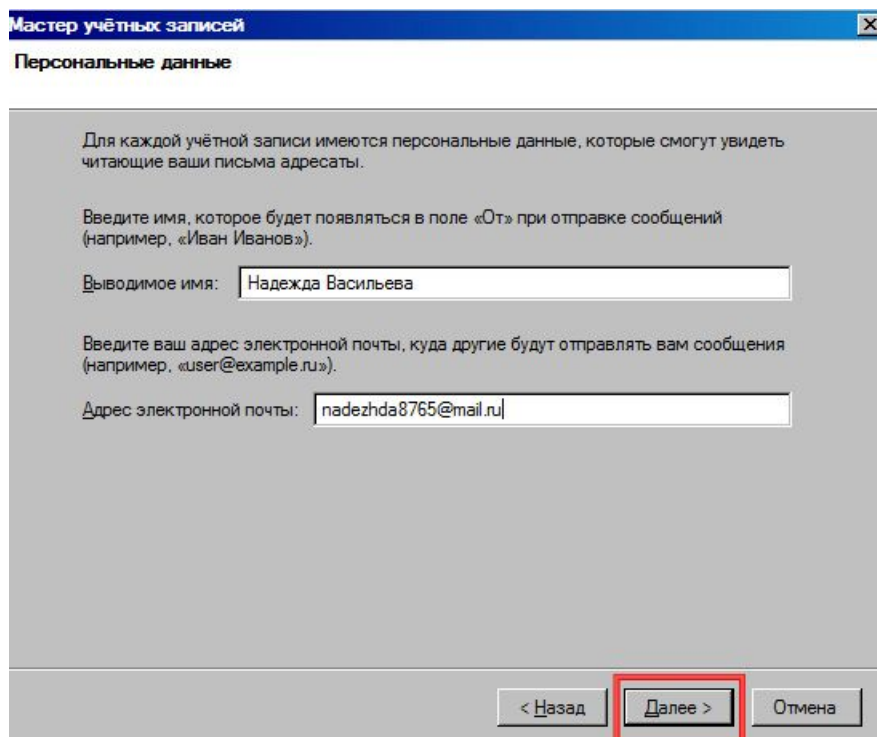 Мастер учётных записей
Персональные данные
Для каждой учётной записи имеются персональные данные, которые смогут увидеть
читающие ваши письма адресаты.
Введите имя, которое будет появляться в поле «От» при отправке сообщений
(например, «Иван Иванов»).
Выводимое имя: Надежда Васильева
Введите ваш адрес электронной почты, куда другие будут отправлять вам сообщения
(например, «user@example.ru»).
Адрес электронной почты: nadezhda8765@mail.ru
< Назад Далее > Отмена